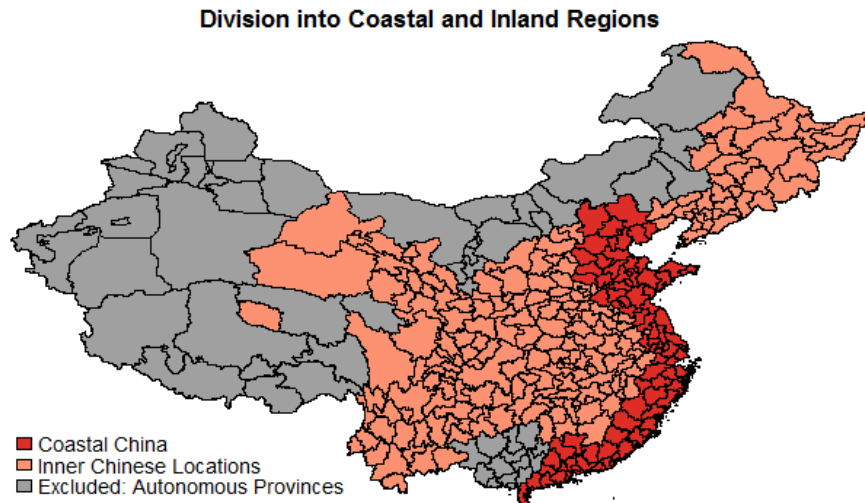 Division into Coastal and Inland Regions
Coastal China
Inner Chinese Locations
Excluded: Autonomous Provinces